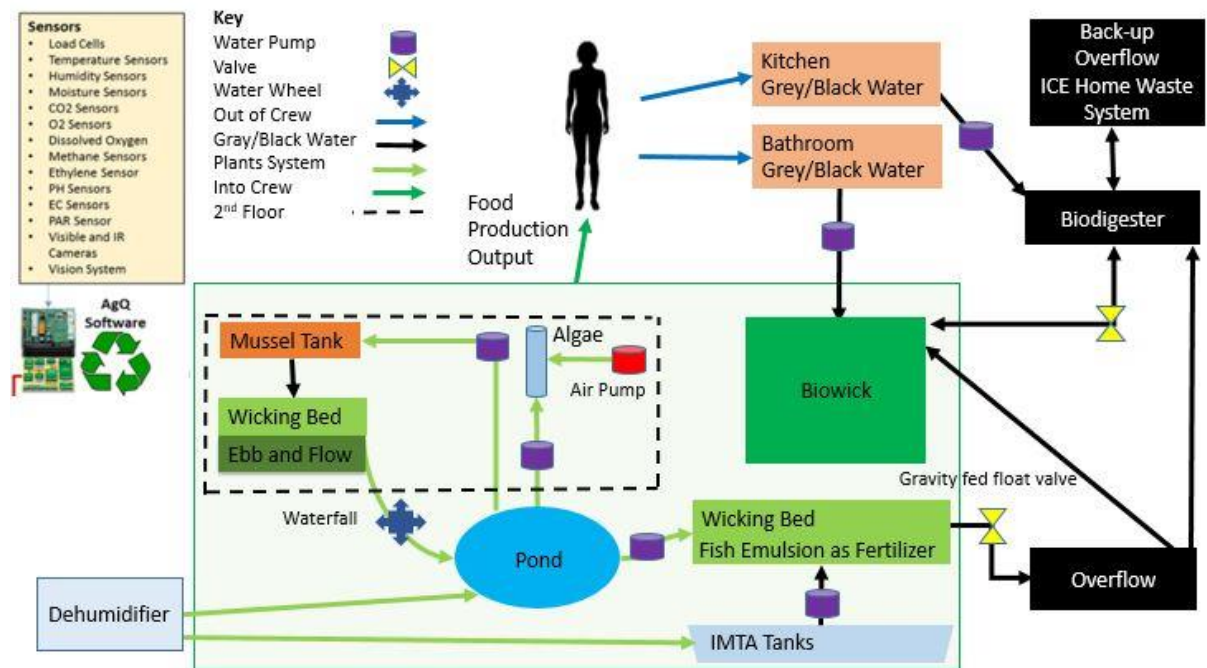 Sensors
• Load Cells
• Temperature Sensors
• Humidity Sensors
• Moisture Sensors
• CO2 Sensors
• O2 Sensors
• Dissolved Oxygen
• Methane Sensors
• Ethylene Sensor
• PH Sensors
• EC Sensors
• PAR Sensor
• Visible and IR
Cameras
• Vision System
AgQ
Software
Key
Water Pump
Valve
Water Wheel
Out of Crew
Gray/Black Water
Plants System
Into Crew
2nd Floor
Food
Production
Output
Kitchen
Grey/Black Water
Bathroom
Grey/Black Water
Back-up
Overflow
ICE Home Waste
System
Biodigester
Mussel Tank
Algae
Air Pump
Wicking Bed
Ebb and Flow
Waterfall
Pond
Biowick
Gravity fed float valve
Wicking Bed
Fish Emulsion as Fertilizer
Overflow
Dehumidifier
IMTA Tanks